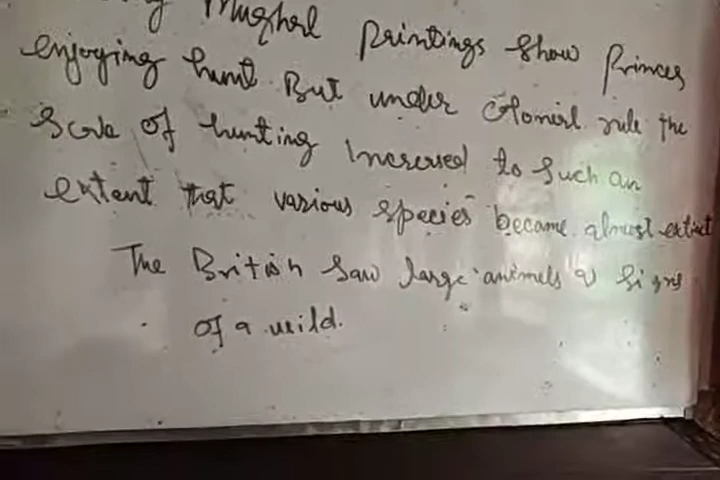 Mughal Paintings show Princes
enjoying hunt. But under Colonial rule the
Scale of hunting Increased to such an
extent that various species became almost extinct
The British saw large animals as signs
of a wild.